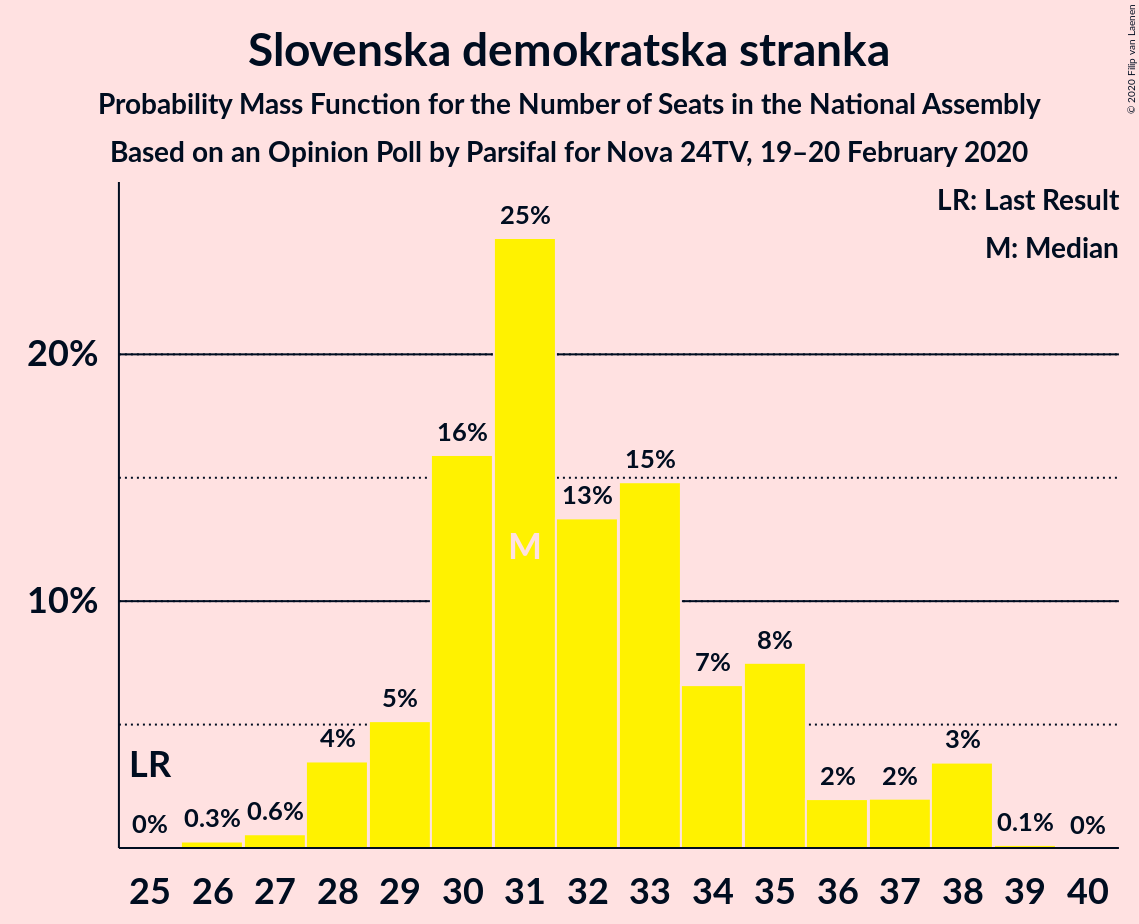 Slovenska demokratska stranka
Probability Mass Function for the Number of Seats in the National Assembly
Based on an Opinion Poll by Parsifal for Nova 24TV, 19–20 February 2020
© 2020 Filip van Laenen
LR: Last Result
M: Median
20%
10%
LR
M
0%
0.3%
0.6%
4%
5%
16%
25%
13%
15%
7%
8%
2%
2%
3%
0.1%
0%
25 26 27 28 29 30 31 32 33 34 35 36 37 38 39 40